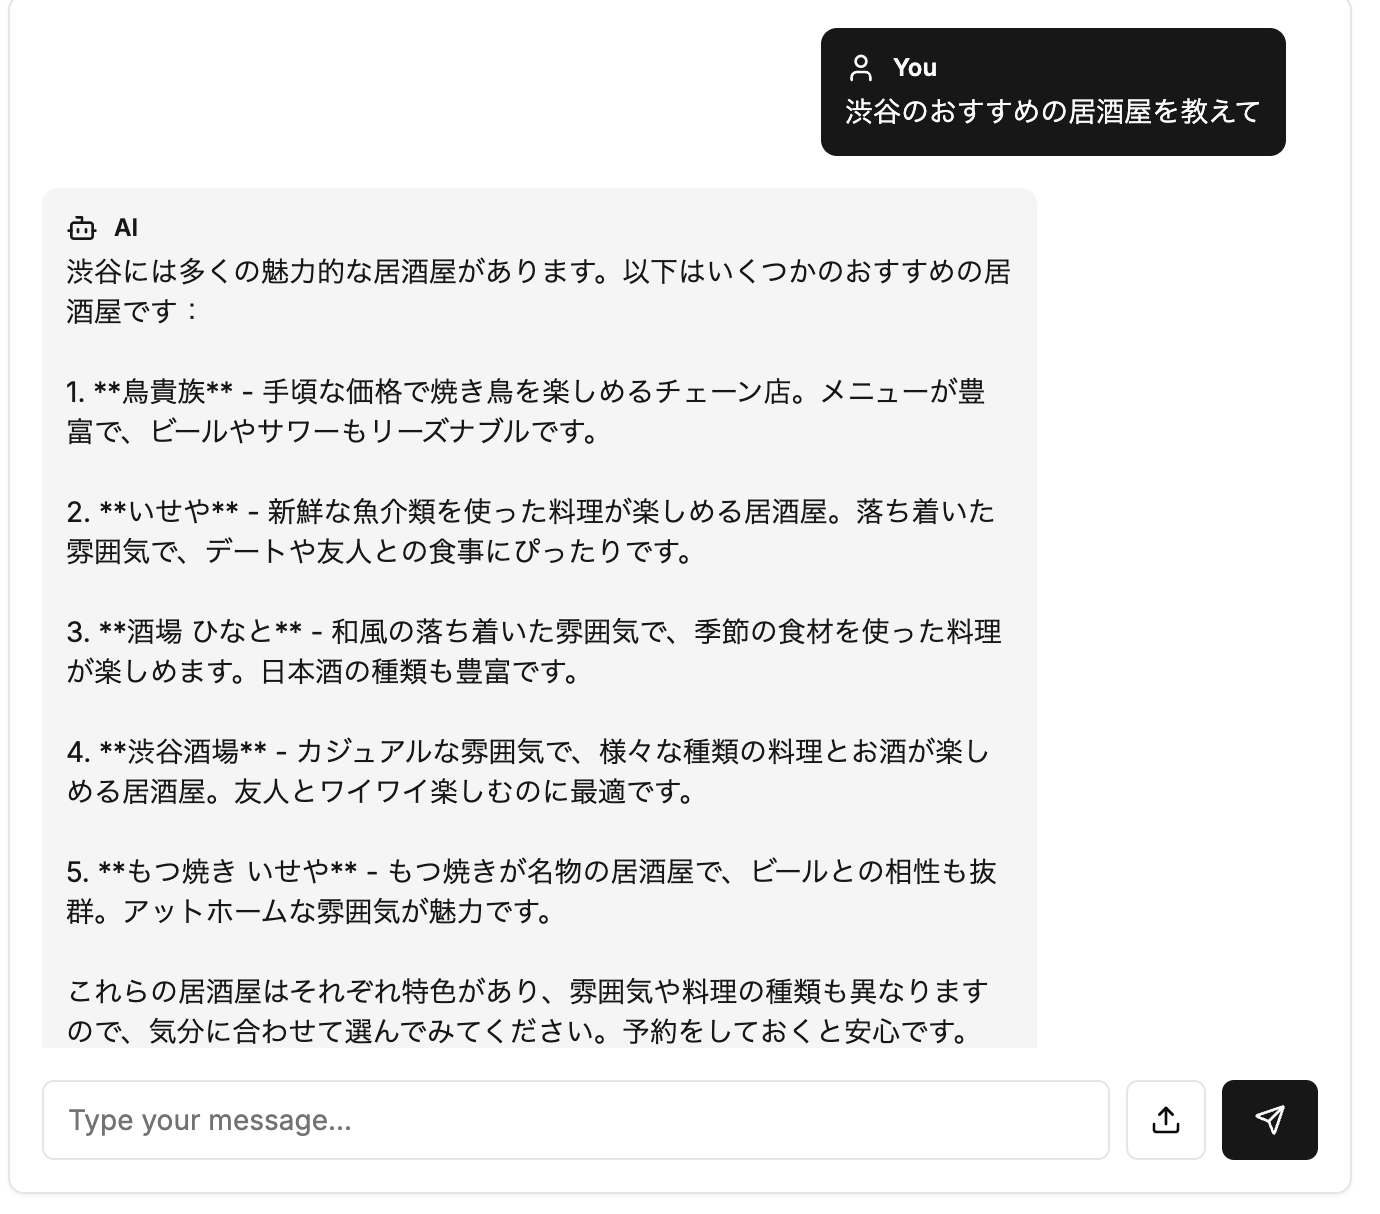 You
渋谷のおすすめの居酒屋を教えて
AI
渋谷には多くの魅力的な居酒屋があります。以下はいくつかのおすすめの居
酒屋です：
1. **鳥貴族** - 手頃な価格で焼き鳥を楽しめるチェーン店。メニューが豊
富で、ビールやサワーもリーズナブルです。
2. **いせや** - 新鮮な魚介類を使った料理が楽しめる居酒屋。落ち着いた
雰囲気で、デートや友人との食事にぴったりです。
3. **酒場 ひなと** - 和風の落ち着いた雰囲気で、季節の食材を使った料理
が楽しめます。日本酒の種類も豊富です。
4. **渋谷酒場** - カジュアルな雰囲気で、様々な種類の料理とお酒が楽し
める居酒屋。友人とワイワイ楽しむのに最適です。
5. **もつ焼き いせや** - もつ焼きが名物の居酒屋で、ビールとの相性も抜
群。アットホームな雰囲気が魅力です。
これらの居酒屋はそれぞれ特色があり、雰囲気や料理の種類も異なります
ので、気分に合わせて選んでみてください。予約をしておくと安心です。
Type your message...